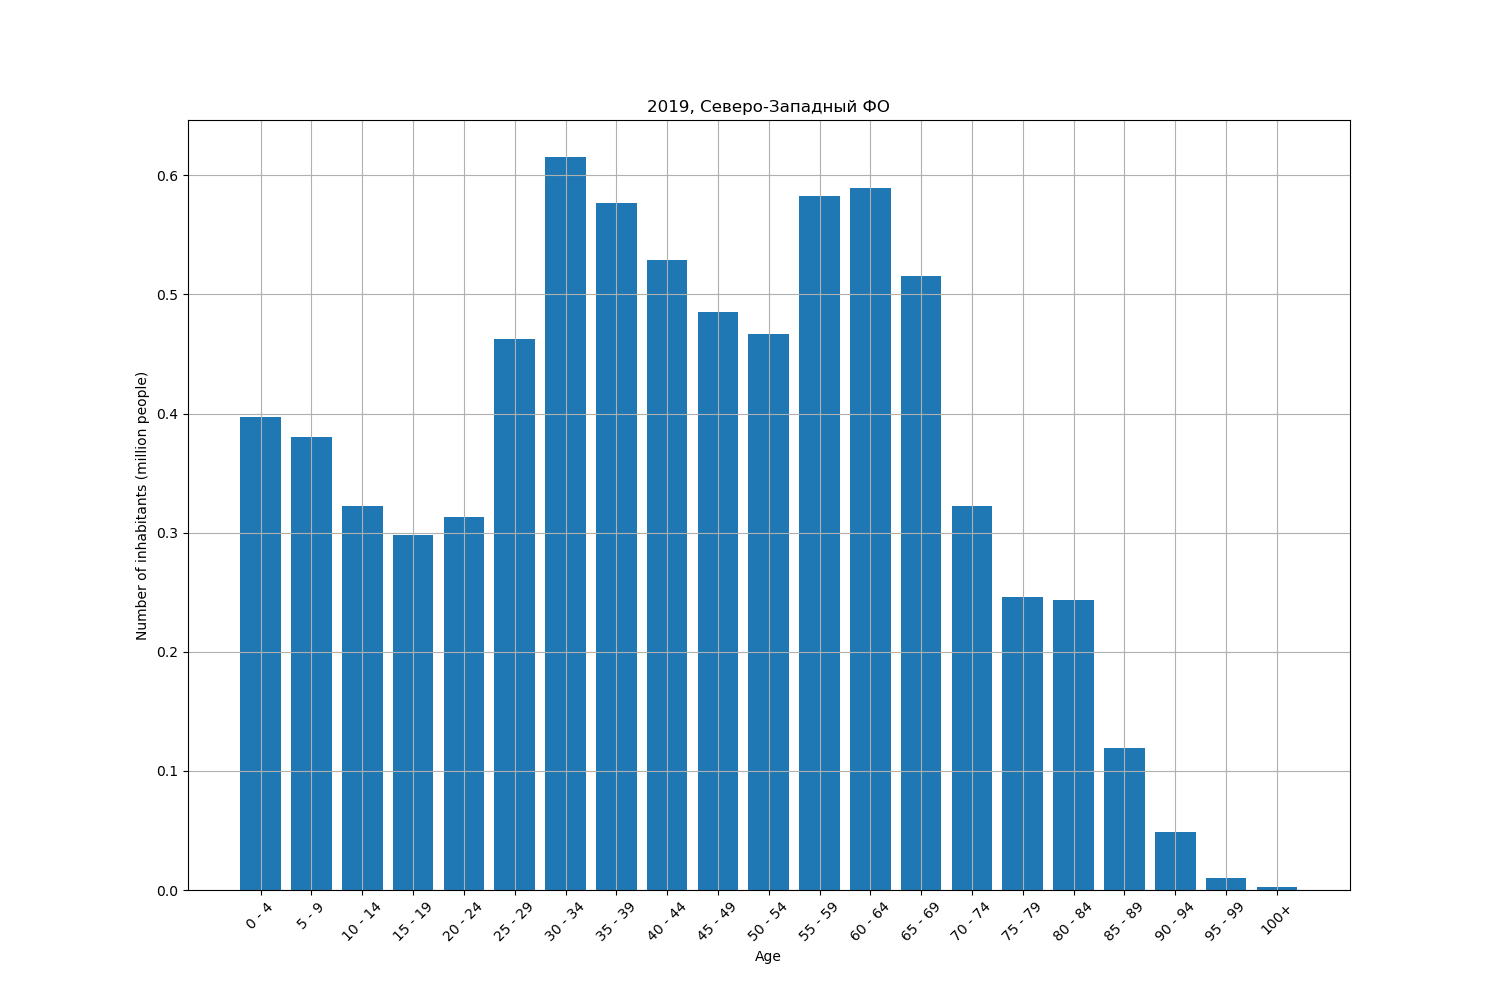 2019, Северо-Западный ФО
Number of inhabitants (million people)
0.6
0.5
0.4
0.3
0.2
0.1
0.0
0 - 4
5 - 9
10 - 14
15 - 19
20 - 24
25 - 29
30 - 34
35 - 39
40 - 44
45 - 49
50 - 54
55 - 59
60 - 64
65 - 69
70 - 74
75 - 79
80 - 84
85 - 89
90 - 94
95 - 99
100+
Age